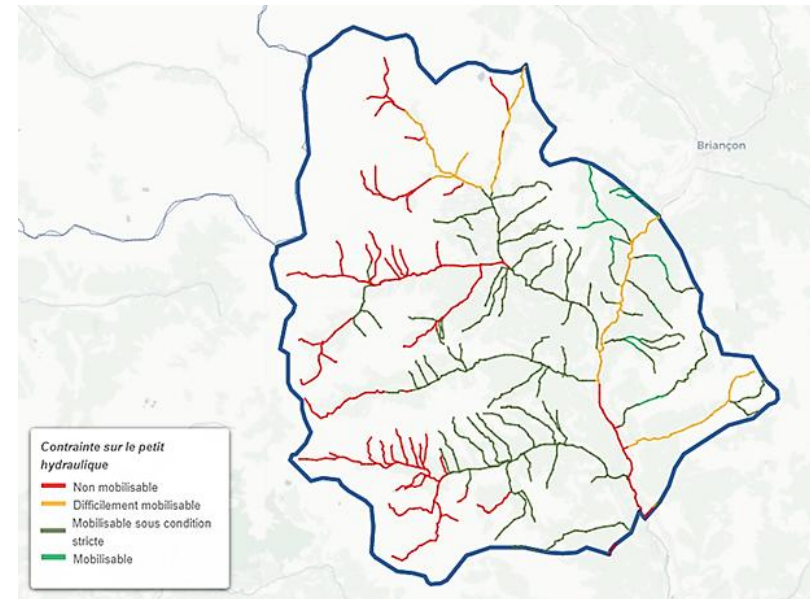 Briançon
Contrainte sur le petit
hydraulique
Non mobilisable
Difficilement mobilisable
Mobilisable sous condition
stricte
Mobilisable